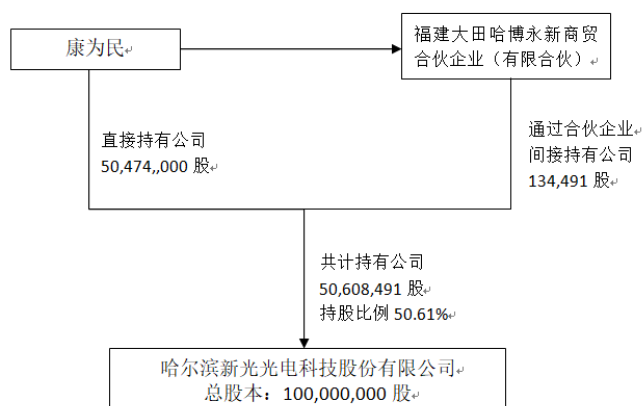 康为民
福建大田哈博永新商贸
合伙企业（有限合伙）
直接持有公司
50,474,,000 股
通过合伙企业
间接持有公司
134,491 股
共计持有公司
50,608,491 股
持股比例 50.61%
哈尔滨新光光电科技股份有限公司
总股本：100,000,000 股